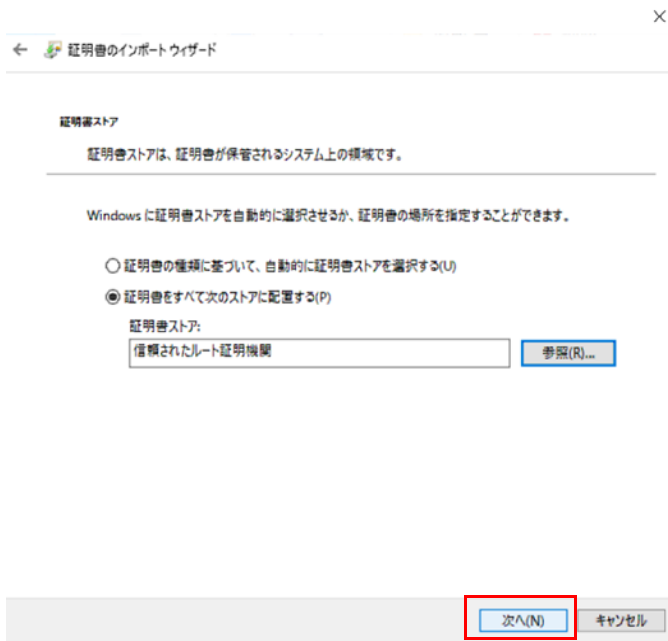 証明書のインポート ウィザード
証明書ストア
証明書ストアは、証明書が保管されるシステム上の領域です。
Windows に証明書ストアを自動的に選択させるか、証明書の場所を指定することができます。
証明書の種類に基づいて、自動的に証明書ストアを選択する(U)
証明書をすべて次のストアに配置する(P)
証明書ストア:
信頼されたルート証明機関
参照(R)...
次へ(N)
キャンセル